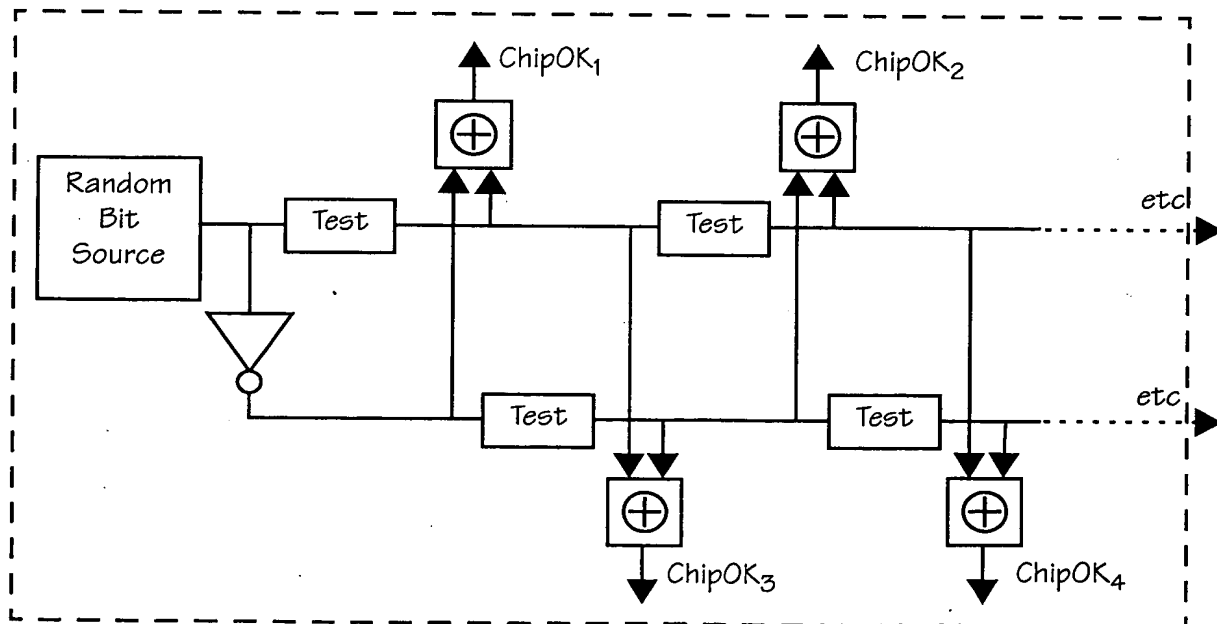 ChipOK₁
ChipOK₂
Random
Bit
Source
Test
Test
etc
Test
Test
etc
ChipOK₃
ChipOK₄